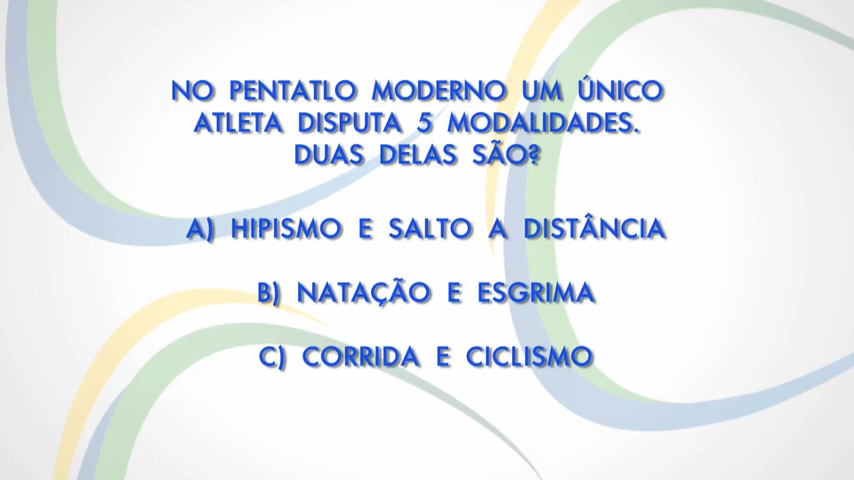 NO PENTATLO MODERNO UM ÚNICO
ATLETA DISPUTA 5 MODALIDADES.
DUAS DELAS SÃO?
A) HIPISMO E SALTO A DISTÂNCIA
B) NATAÇÃO E ESGRIMA
C) CORRIDA E CICLISMO